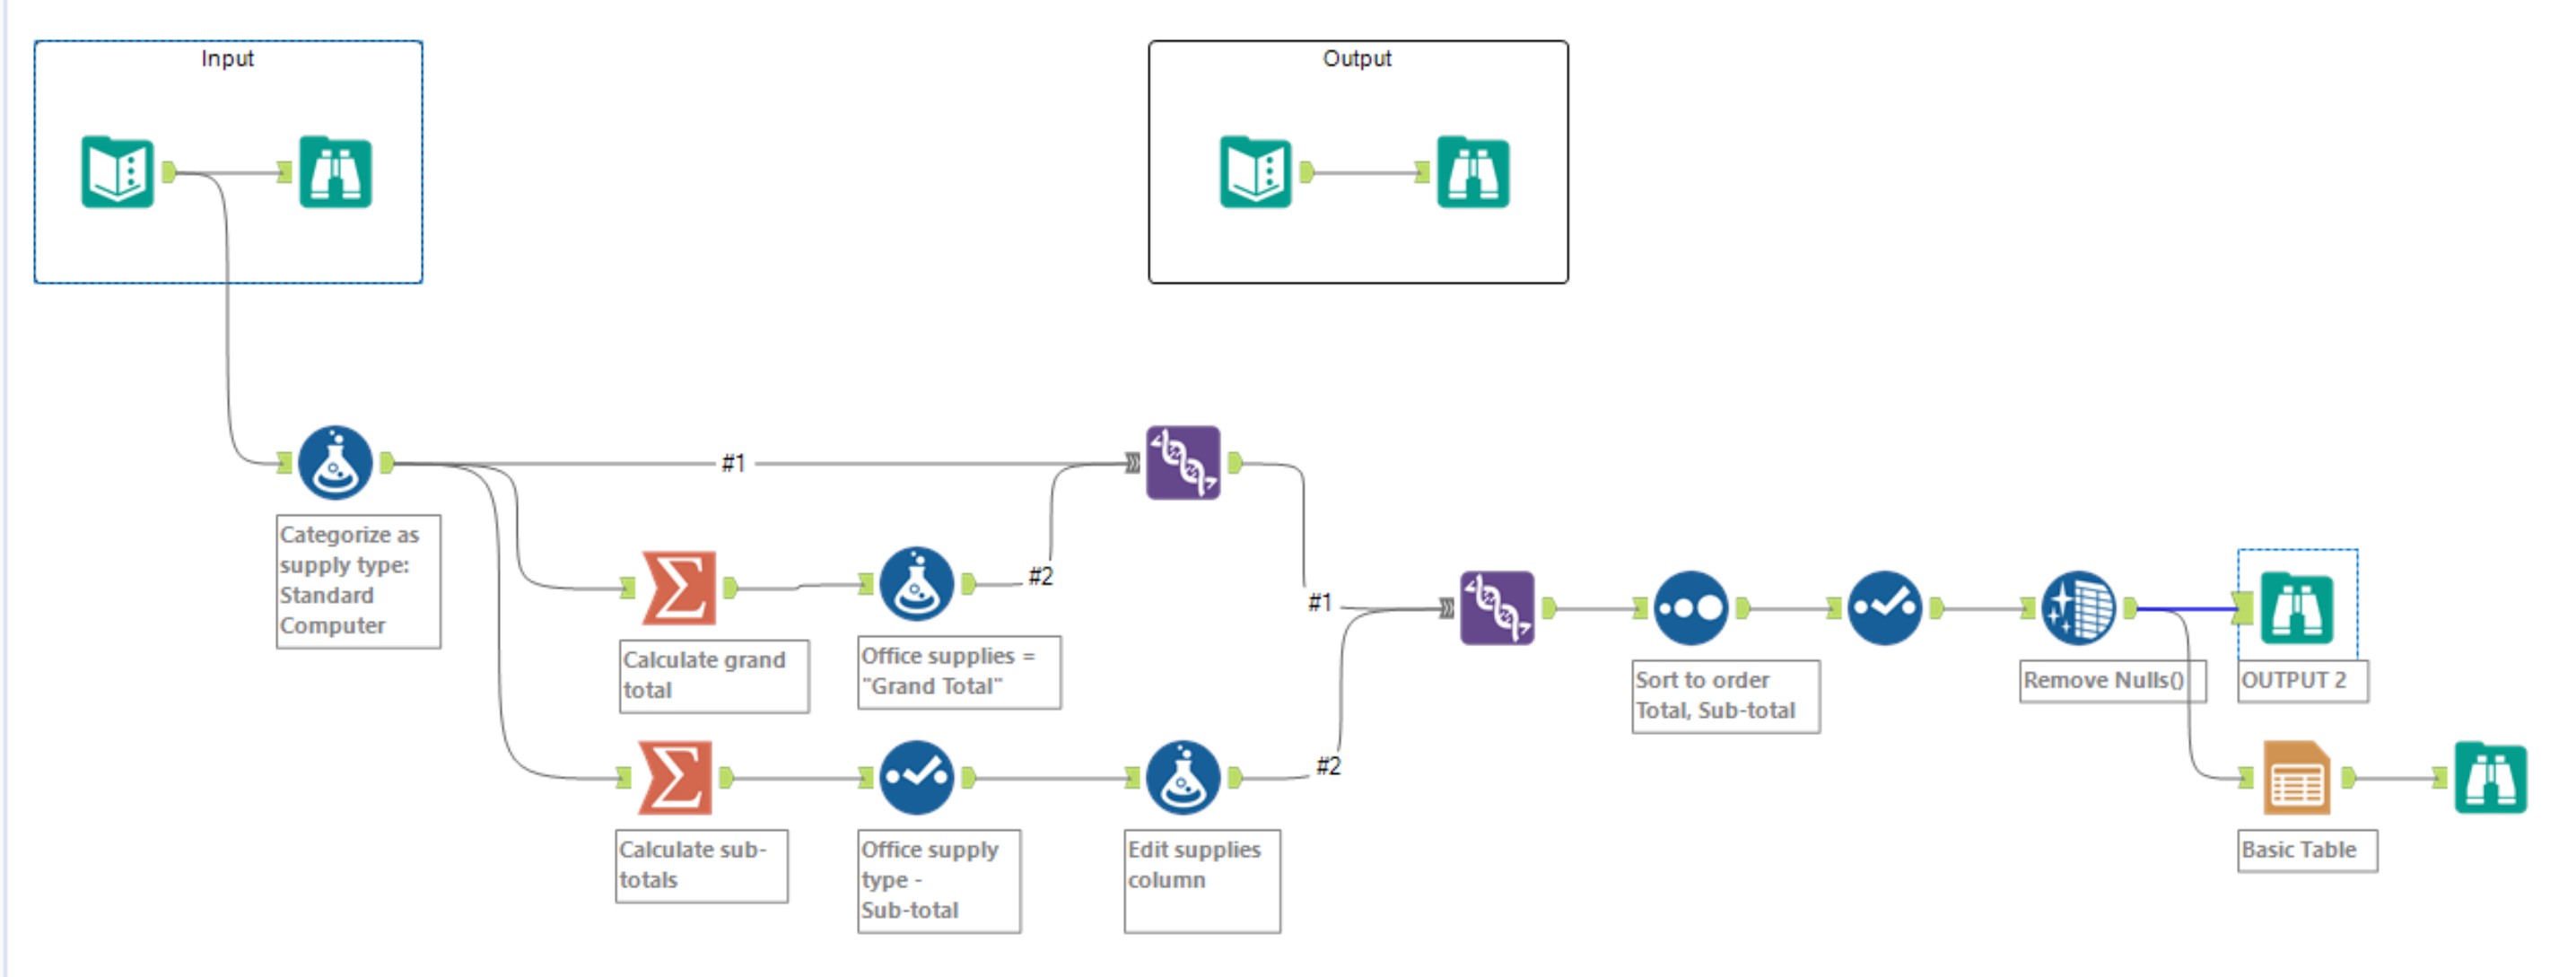 Input
Output
#1
Categorize as
supply type:
Standard
Computer
#2
Calculate grand
total
Office supplies =
"Grand Total"
#1
Sort to order
Total, Sub-total
Remove Nulls()
OUTPUT 2
#2
Calculate sub-
totals
Office supply
type -
Sub-total
Edit supplies
column
Basic Table